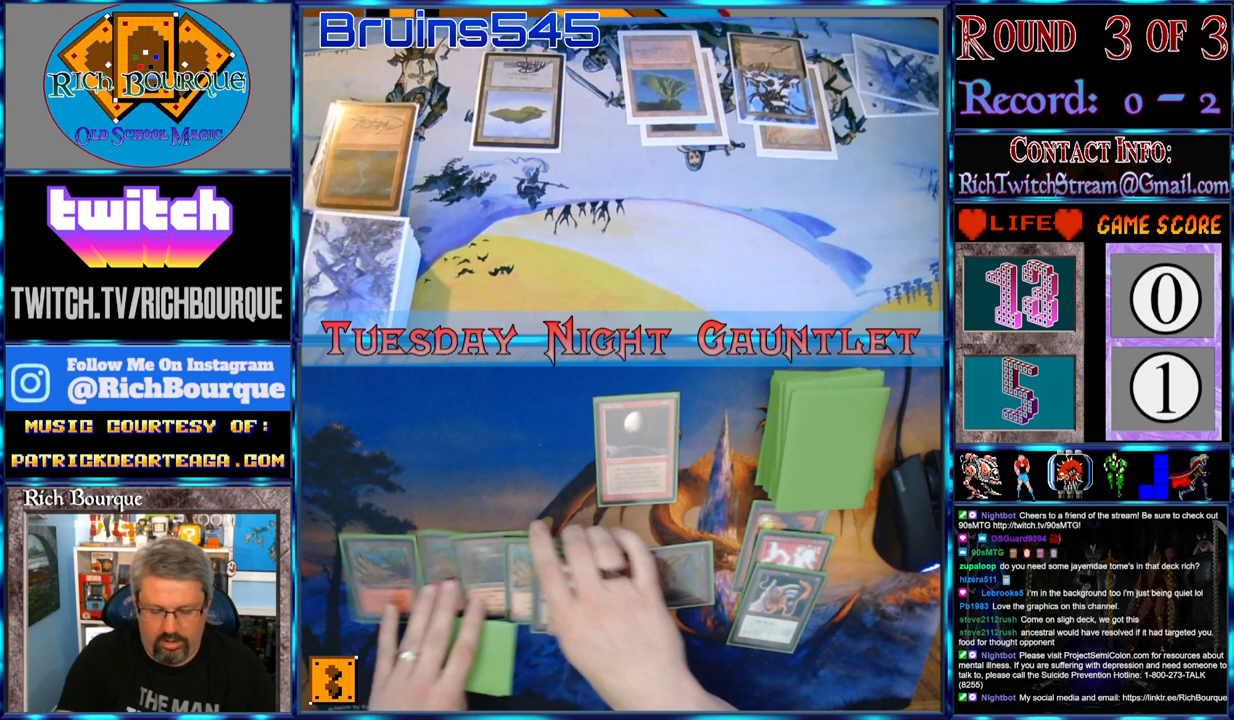 Rich Bourque
Old School Magic
twitch
TWITCH.TV/RICHBOURQUE
Follow Me On Instagram
@RichBourque
MUSIC COURTESY OF:
PATRICKDEARTEAGA.COM
Rich Bourque
THE MAN
Bruins545
Tuesday Night Gauntlet
Round 3 of 3
Record: 0 - 2
Contact Info:
RichTwitchStream@Gmail.com
LIFE
GAME SCORE
13
0
5
1
Nightbot Cheers to a friend of the stream! Be sure to check out
90sMTG http://twitch.tv/90sMTG!
OSGuard9394
90sMTG
zupaloop do you need some jayemdae tome's in that deck rich?
hizera511
Lebrooks5 i'm in the background too i'm just being quiet lol
Pb1983 Love the graphics on this channel.
steve2112rush Come on sligh deck, we got this
steve2112rush ancestral would have resolved if it had targeted you.
food for thought opponent
Nightbot Please visit ProjectSemiColon.com for resources about
mental illness. If you are suffering with depression and need someone to
talk to, please call the Suicide Prevention Hotline: 1-800-273-TALK
(8255)
Nightbot My social media and email: https://linktr.ee/RichBourque